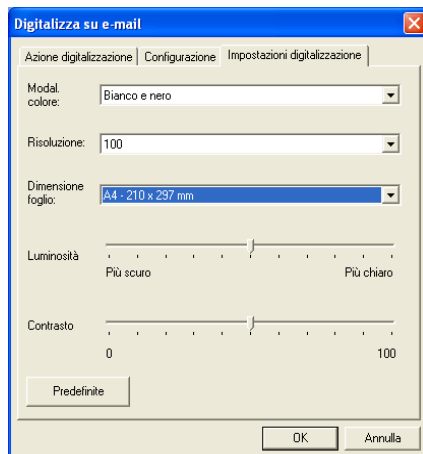 Digitalizza su e-mail
Azione digitalizzazione Configurazione Impostazioni digitalizzazione
Modal.
colore:
Bianco e nero
Risoluzione:
100
Dimensione
foglio:
A4 - 210 x 297 mm
Luminosità
Più scuro Più chiaro
Contrasto
0 100
Predefinite
OK Annulla